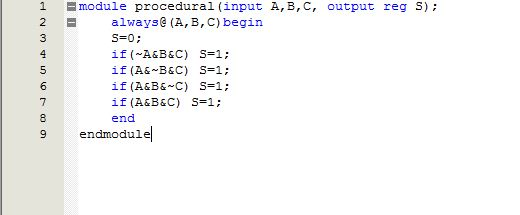 1 module procedural(input A,B,C, output reg S);
2 always@(A,B,C)begin
3 S=0;
4 if(~A&B&C) S=1;
5 if(A&~B&C) S=1;
6 if(A&B&~C) S=1;
7 if(A&B&C) S=1;
8 end
9 endmodule